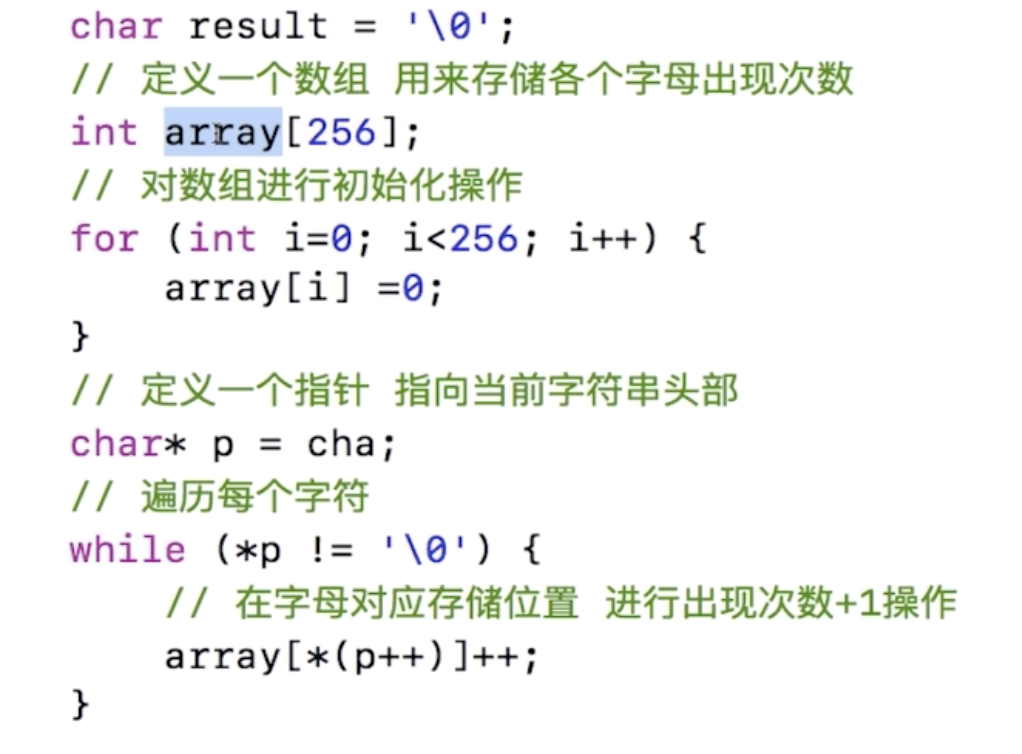 char result = '\0';
// 定义一个数组 用来存储各个字母出现次数
int array[256];
// 对数组进行初始化操作
for (int i=0; i<256; i++) {
    array[i] =0;
}
// 定义一个指针 指向当前字符串头部
char* p = cha;
// 遍历每个字符
while (*p != '\0') {
    // 在字母对应存储位置 进行出现次数+1操作
    array[*(p++)]++;
}